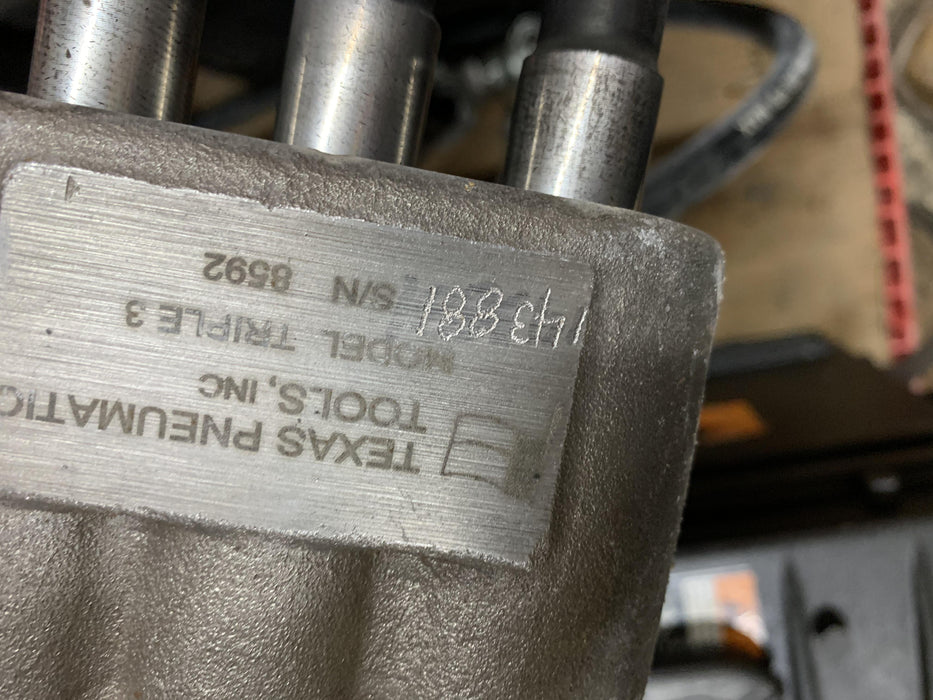 TEXAS PNEUMATIC
TOOLS, INC
MODEL TRIPLE 3
143881
S/N 8592